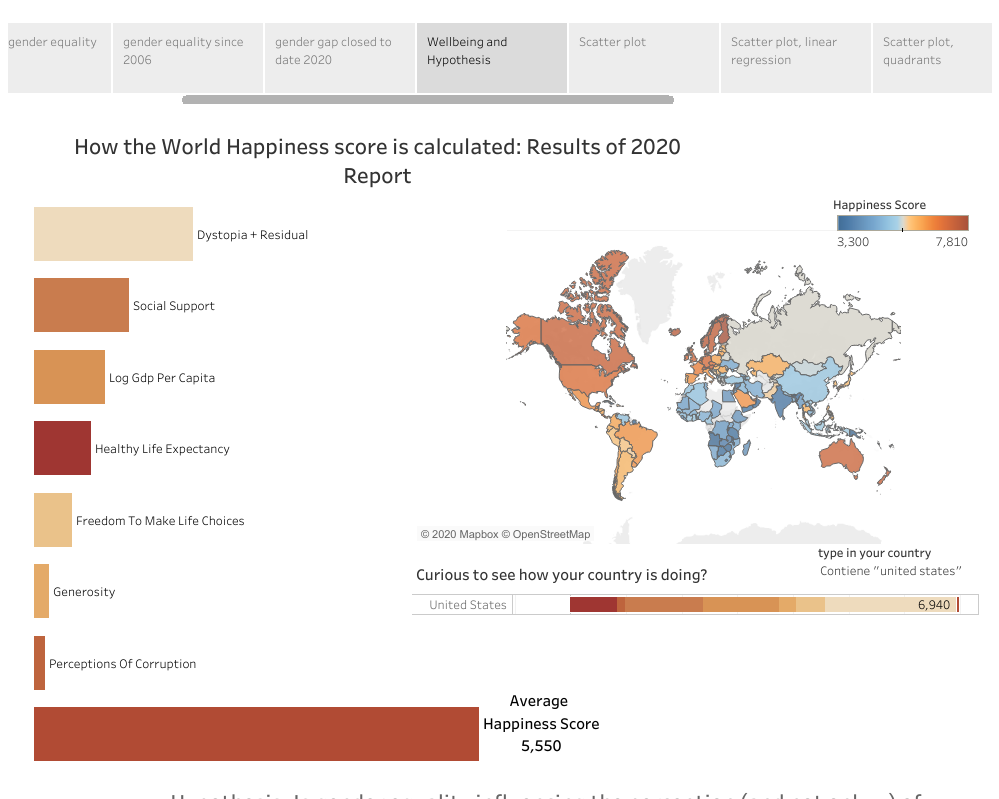 gender equality
gender equality since
2006
gender gap closed to
date 2020
Wellbeing and
Hypothesis
Scatter plot
Scatter plot, linear
regression
Scatter plot,
quadrants
How the World Happiness score is calculated: Results of 2020
Report
Dystopia + Residual
Social Support
Log Gdp Per Capita
Healthy Life Expectancy
Freedom To Make Life Choices
Generosity
Perceptions Of Corruption
Average
Happiness Score
5,550
Happiness Score
3,300 7,810
© 2020 Mapbox © OpenStreetMap
type in your country
Contiene "united states"
Curious to see how your country is doing?
United States 6,940